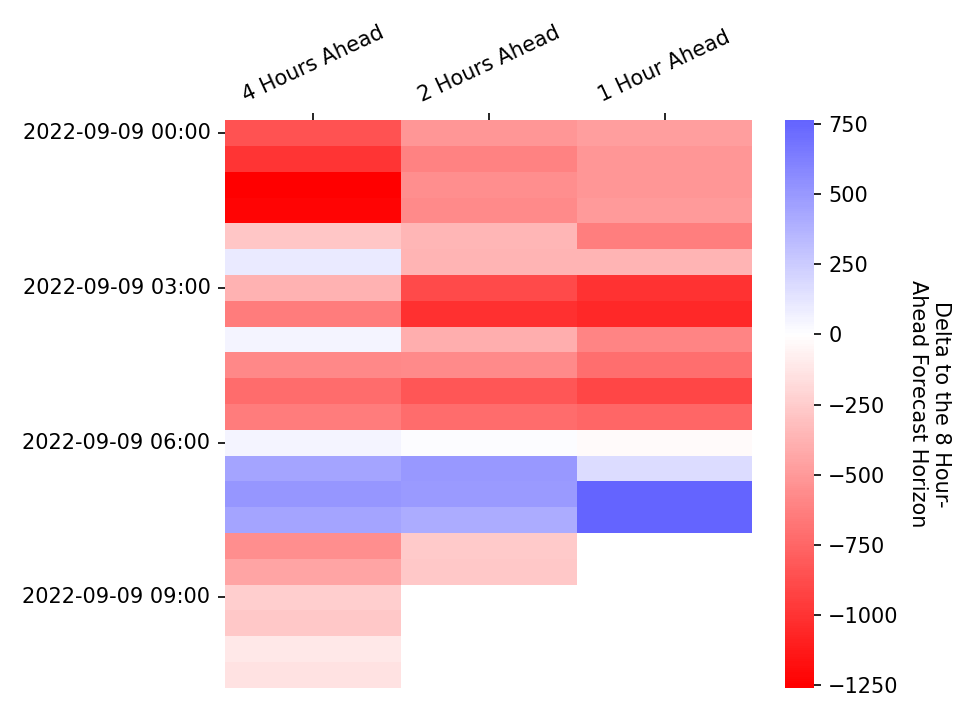 4 Hours Ahead
2 Hours Ahead
1 Hour Ahead
2022-09-09 00:00
2022-09-09 03:00
2022-09-09 06:00
2022-09-09 09:00
750
500
250
0
−250
−500
−750
−1000
−1250
Delta to the 8 Hour-
Ahead Forecast Horizon